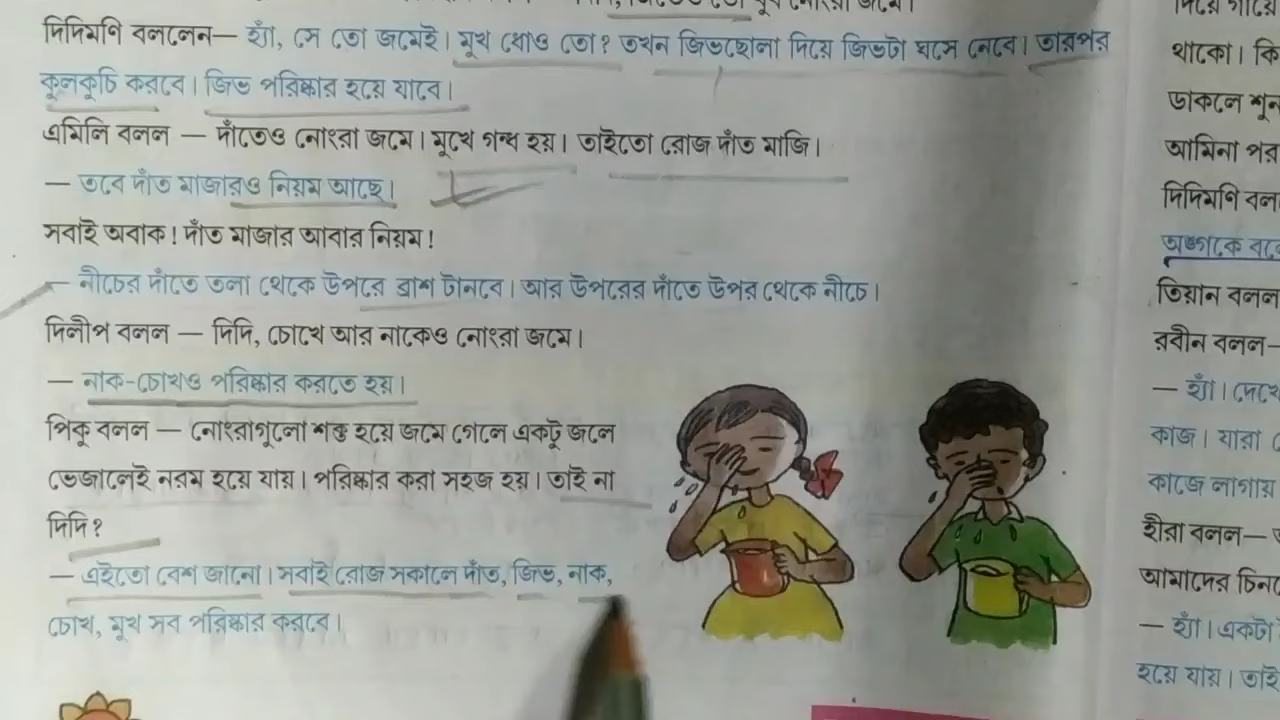 দিদিমণি বললেন— হ্যাঁ, সে তো জমেই। মুখ ধোও তো? তখন জিভছোলা দিয়ে জিভটা ঘসে নেবে। তারপর
কুলকুচি করবে। জিভ পরিষ্কার হয়ে যাবে।
এমিলি বলল — দাঁতেও নোংরা জমে। মুখে গন্ধ হয়। তাইতো রোজ দাঁত মাজি।
— তবে দাঁত মাজারও নিয়ম আছে।
সবাই অবাক! দাঁত মাজার আবার নিয়ম!
— নীচের দাঁতে তলা থেকে উপরে ব্রাশ টানবে। আর উপরের দাঁতে উপর থেকে নীচে।
দিলীপ বলল — দিদি, চোখে আর নাকেও নোংরা জমে।
— নাক-চোখও পরিষ্কার করতে হয়।
পিকু বলল — নোংরাগুলো শক্ত হয়ে জমে গেলে একটু জলে
ভেজালেই নরম হয়ে যায়। পরিষ্কার করা সহজ হয়। তাই না
দিদি?
— এইতো বেশ জানো। সবাই রোজ সকালে দাঁত, জিভ, নাক,
চোখ, মুখ সব পরিষ্কার করবে।
থাকো। কি
ডাকলে শুন
আমিনা পর
দিদিমণি বল
অঙ্গকে বলে
তিয়ান বলল
রবীন বলল—
— হ্যাঁ। দেখে
কাজ। যারা
কাজে লাগায়
হীরা বলল—
আমাদের চিন
— হ্যাঁ। একটা
হয়ে যায়। তাই